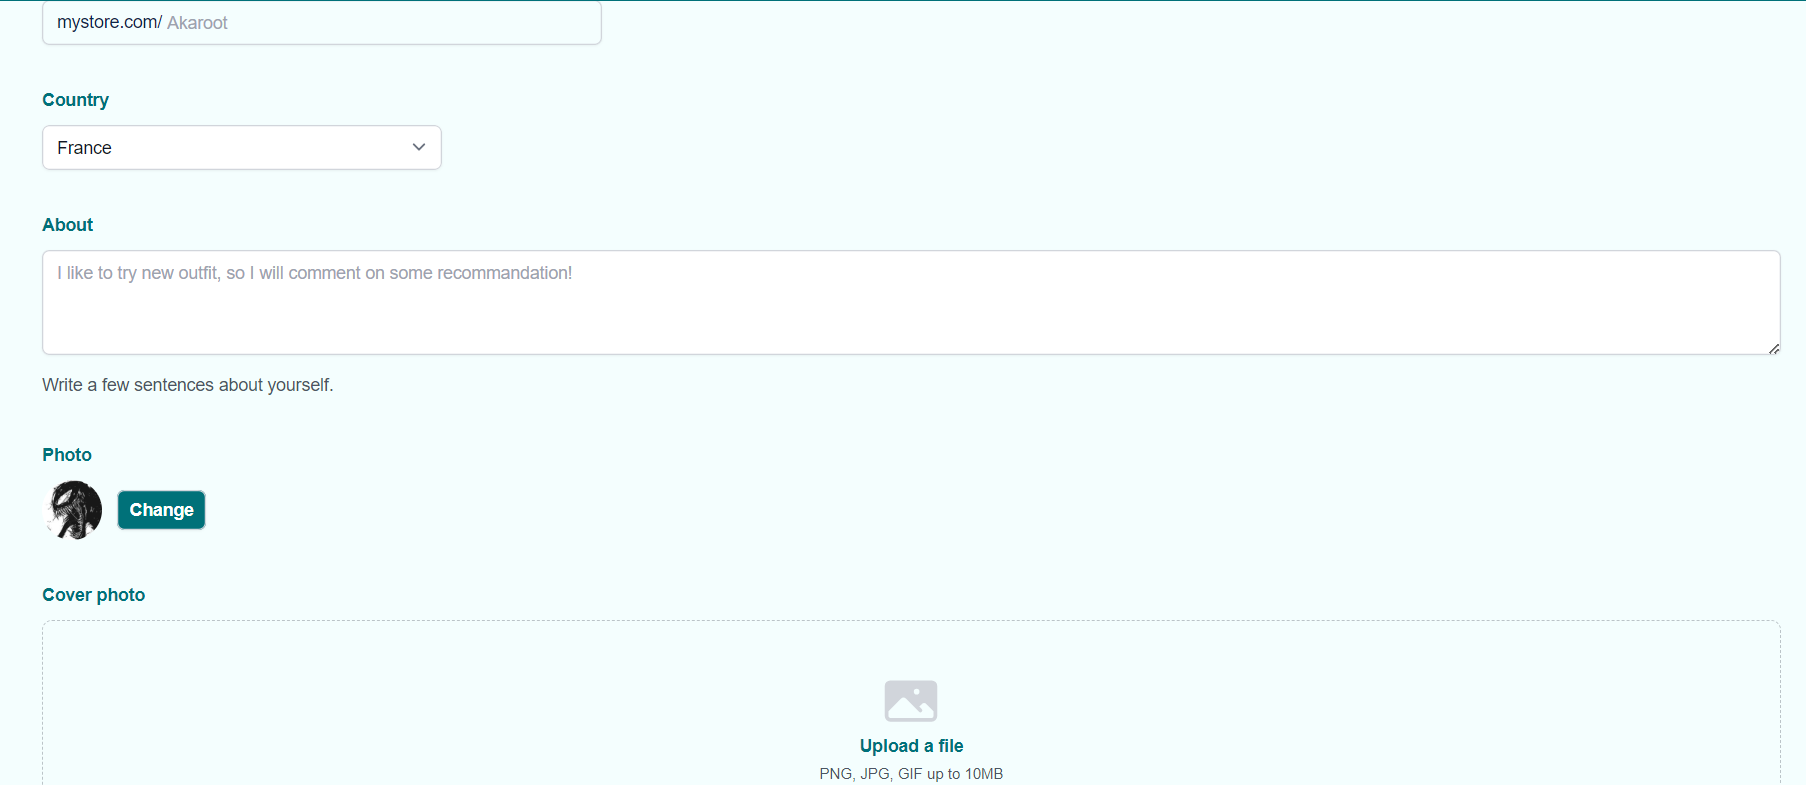 mystore.com/ Akaroot
Country
France
About
I like to try new outfit, so I will comment on some recommandation!
Write a few sentences about yourself.
Photo
Change
Cover photo
Upload a file
PNG, JPG, GIF up to 10MB